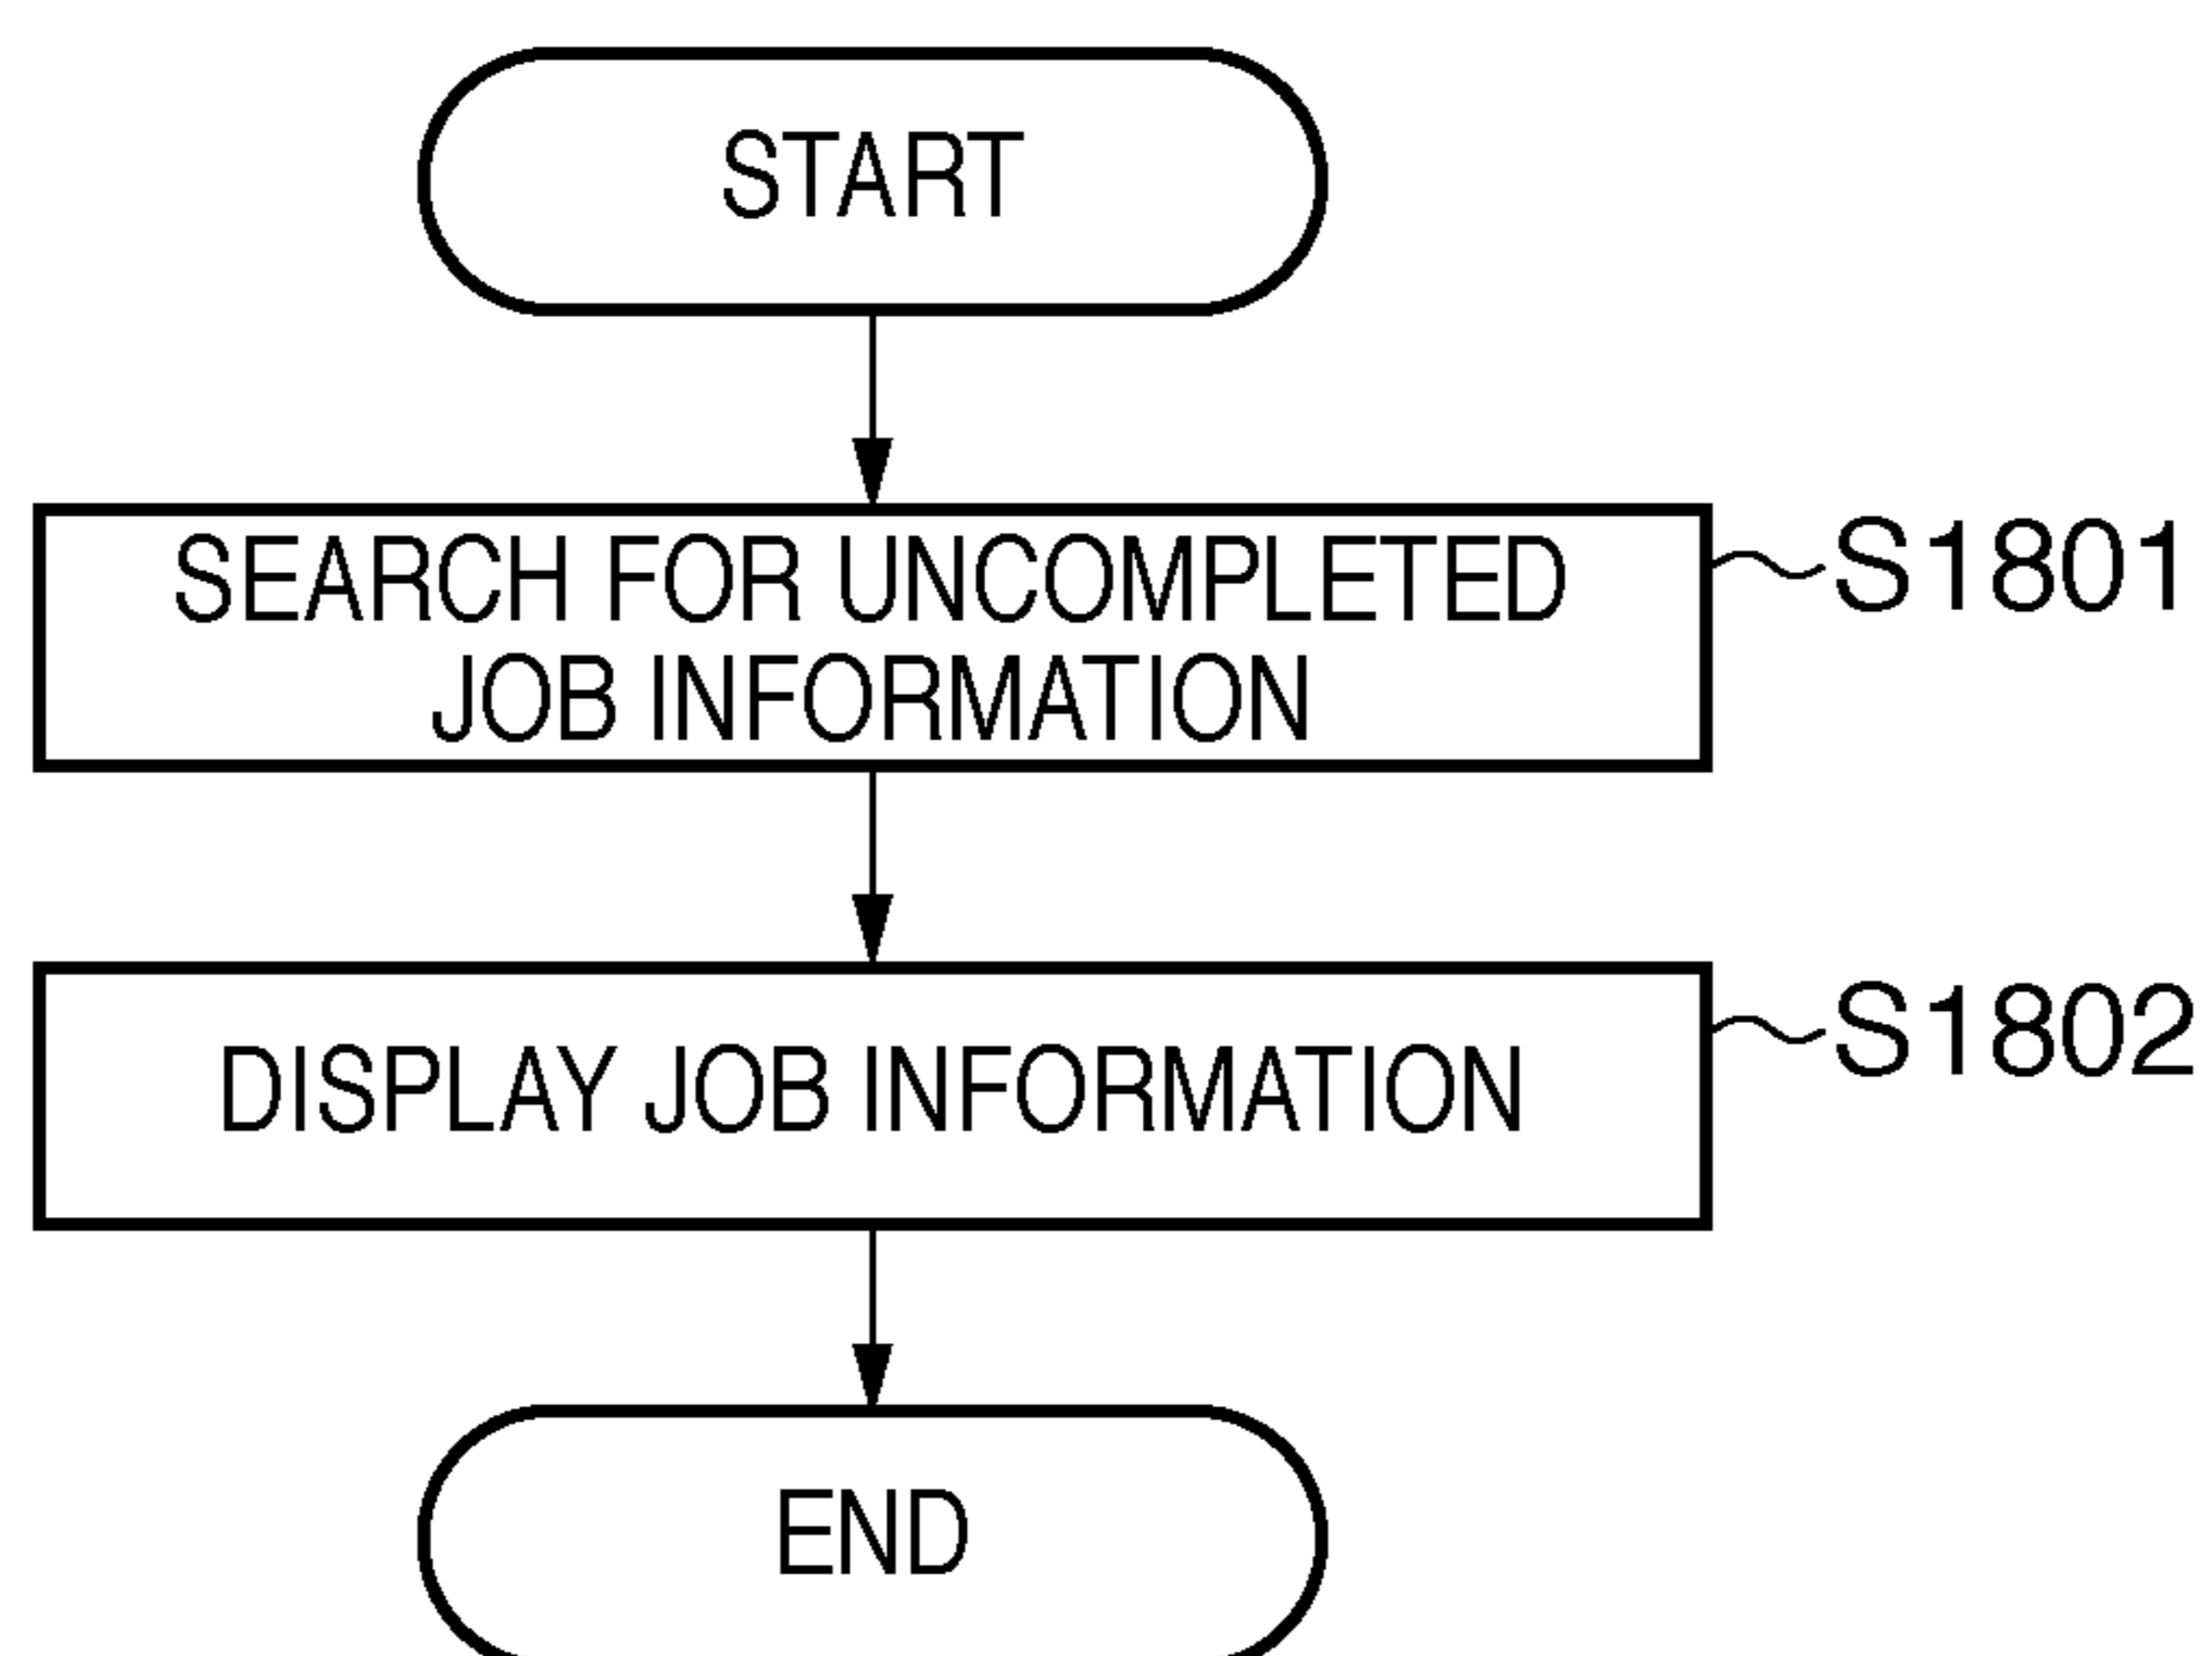 START
SEARCH FOR UNCOMPLETED
JOB INFORMATION
S1801
DISPLAY JOB INFORMATION
S1802
END